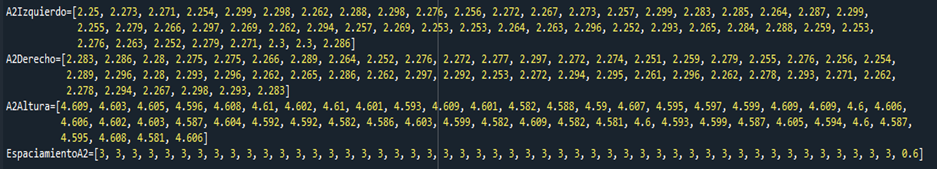 A2Izquierdo=[2.25, 2.273, 2.271, 2.254, 2.299, 2.298, 2.262, 2.288, 2.298, 2.276, 2.256, 2.272, 2.267, 2.273, 2.257, 2.299, 2.283, 2.285, 2.264, 2.287, 2.299,
2.255, 2.279, 2.266, 2.297, 2.269, 2.262, 2.294, 2.257, 2.269, 2.253, 2.253, 2.264, 2.263, 2.296, 2.252, 2.293, 2.265, 2.284, 2.288, 2.259, 2.253,
2.276, 2.263, 2.252, 2.279, 2.271, 2.3, 2.3, 2.286]
A2Derecho=[2.283, 2.286, 2.28, 2.275, 2.275, 2.266, 2.289, 2.264, 2.252, 2.276, 2.272, 2.277, 2.297, 2.272, 2.274, 2.251, 2.259, 2.279, 2.255, 2.276, 2.256, 2.254,
2.289, 2.296, 2.28, 2.293, 2.296, 2.262, 2.265, 2.286, 2.262, 2.297, 2.292, 2.253, 2.272, 2.294, 2.295, 2.261, 2.296, 2.262, 2.278, 2.293, 2.271, 2.262,
2.278, 2.294, 2.267, 2.298, 2.293, 2.283]
A2Altura=[4.609, 4.603, 4.605, 4.596, 4.608, 4.61, 4.602, 4.61, 4.601, 4.593, 4.609, 4.601, 4.582, 4.588, 4.59, 4.607, 4.595, 4.597, 4.599, 4.609, 4.609, 4.6, 4.606,
4.606, 4.602, 4.603, 4.587, 4.604, 4.592, 4.592, 4.582, 4.586, 4.603, 4.599, 4.582, 4.609, 4.582, 4.581, 4.6, 4.593, 4.599, 4.587, 4.605, 4.594, 4.6, 4.587,
4.595, 4.608, 4.581, 4.606]
EspaciamientoA2=[3, 3, 3, 3, 3, 3, 3, 3, 3, 3, 3, 3, 3, 3, 3, 3, 3, 3, 3, 3, 3, 3, 3, 3, 3, 3, 3, 3, 3, 3, 3, 3, 3, 3, 3, 3, 3, 3, 3, 3, 3, 3, 3, 3, 3, 3, 3, 3, 3, 0.6]